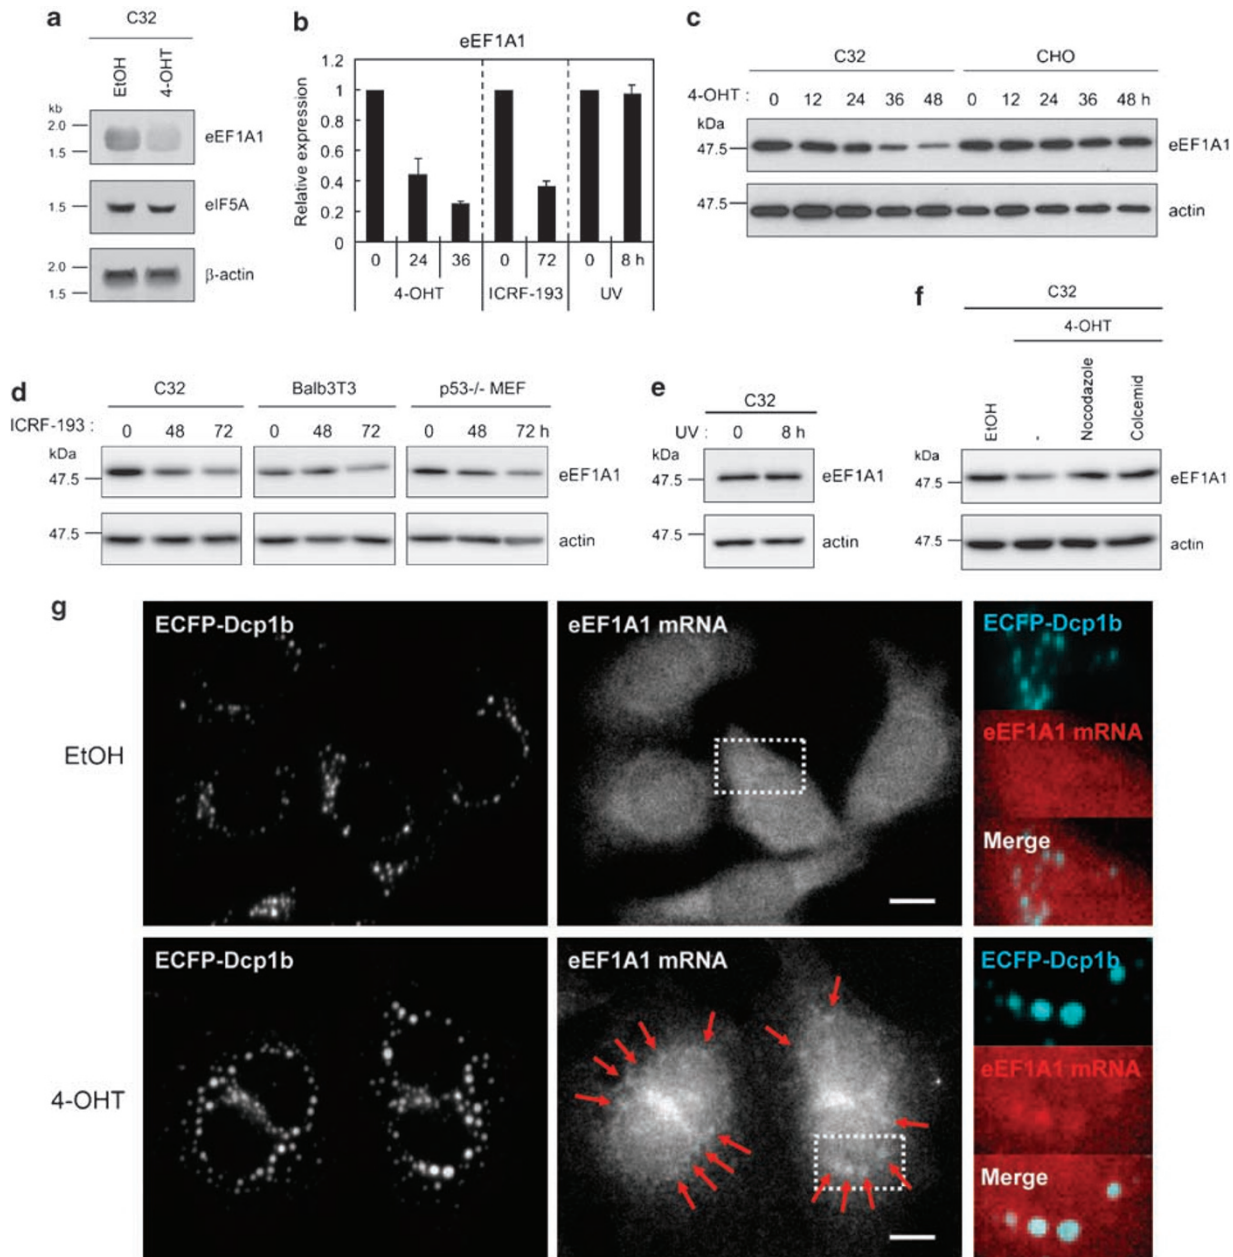 a
C32
EtOH
4-OHT
kb
2.0
1.5
eEF1A1
1.5
eIF5A
2.0
1.5
β-actin
b
eEF1A1
Relative expression
1.2
1
0.8
0.6
0.4
0.2
0
0 24 36 0 72 0 8 h
4-OHT ICRF-193 UV
c
C32 CHO
4-OHT : 0 12 24 36 48 0 12 24 36 48 h
kDa
47.5
eEF1A1
47.5
actin
d
C32 Balb3T3 p53-/- MEF
ICRF-193 : 0 48 72 0 48 72 0 48 72 h
kDa
47.5
eEF1A1
47.5
actin
e
C32
UV : 0 8 h
kDa
47.5
eEF1A1
47.5
actin
f
C32
4-OHT
EtOH
-
Nocodazole
Colcemid
kDa
47.5
eEF1A1
47.5
actin
g
EtOH
ECFP-Dcp1b
eEF1A1 mRNA
ECFP-Dcp1b
eEF1A1 mRNA
Merge
4-OHT
ECFP-Dcp1b
eEF1A1 mRNA
ECFP-Dcp1b
eEF1A1 mRNA
Merge